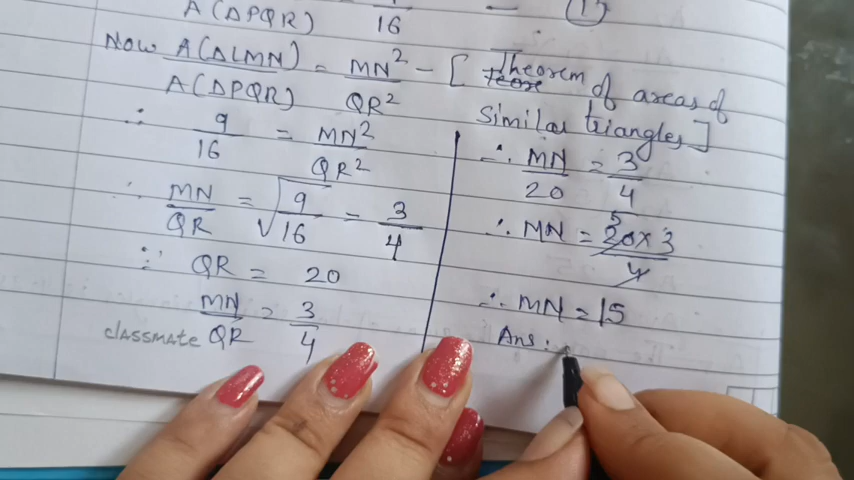 A(ΔPQR) 16 — (1)
Now A(ΔLMN) / A(ΔPQR) = MN² / QR² - [ Theorem of areas of
Similar triangles]
∴ 9 / 16 = MN² / QR²
∴ MN / QR = √9 / 16 = 3 / 4
∵ QR = 20
MN / QR = 3 / 4
classmate
∴ MN / 20 = 3 / 4
∴ MN = 20 x 3 / 4
5
∴ MN = 15
Ans: